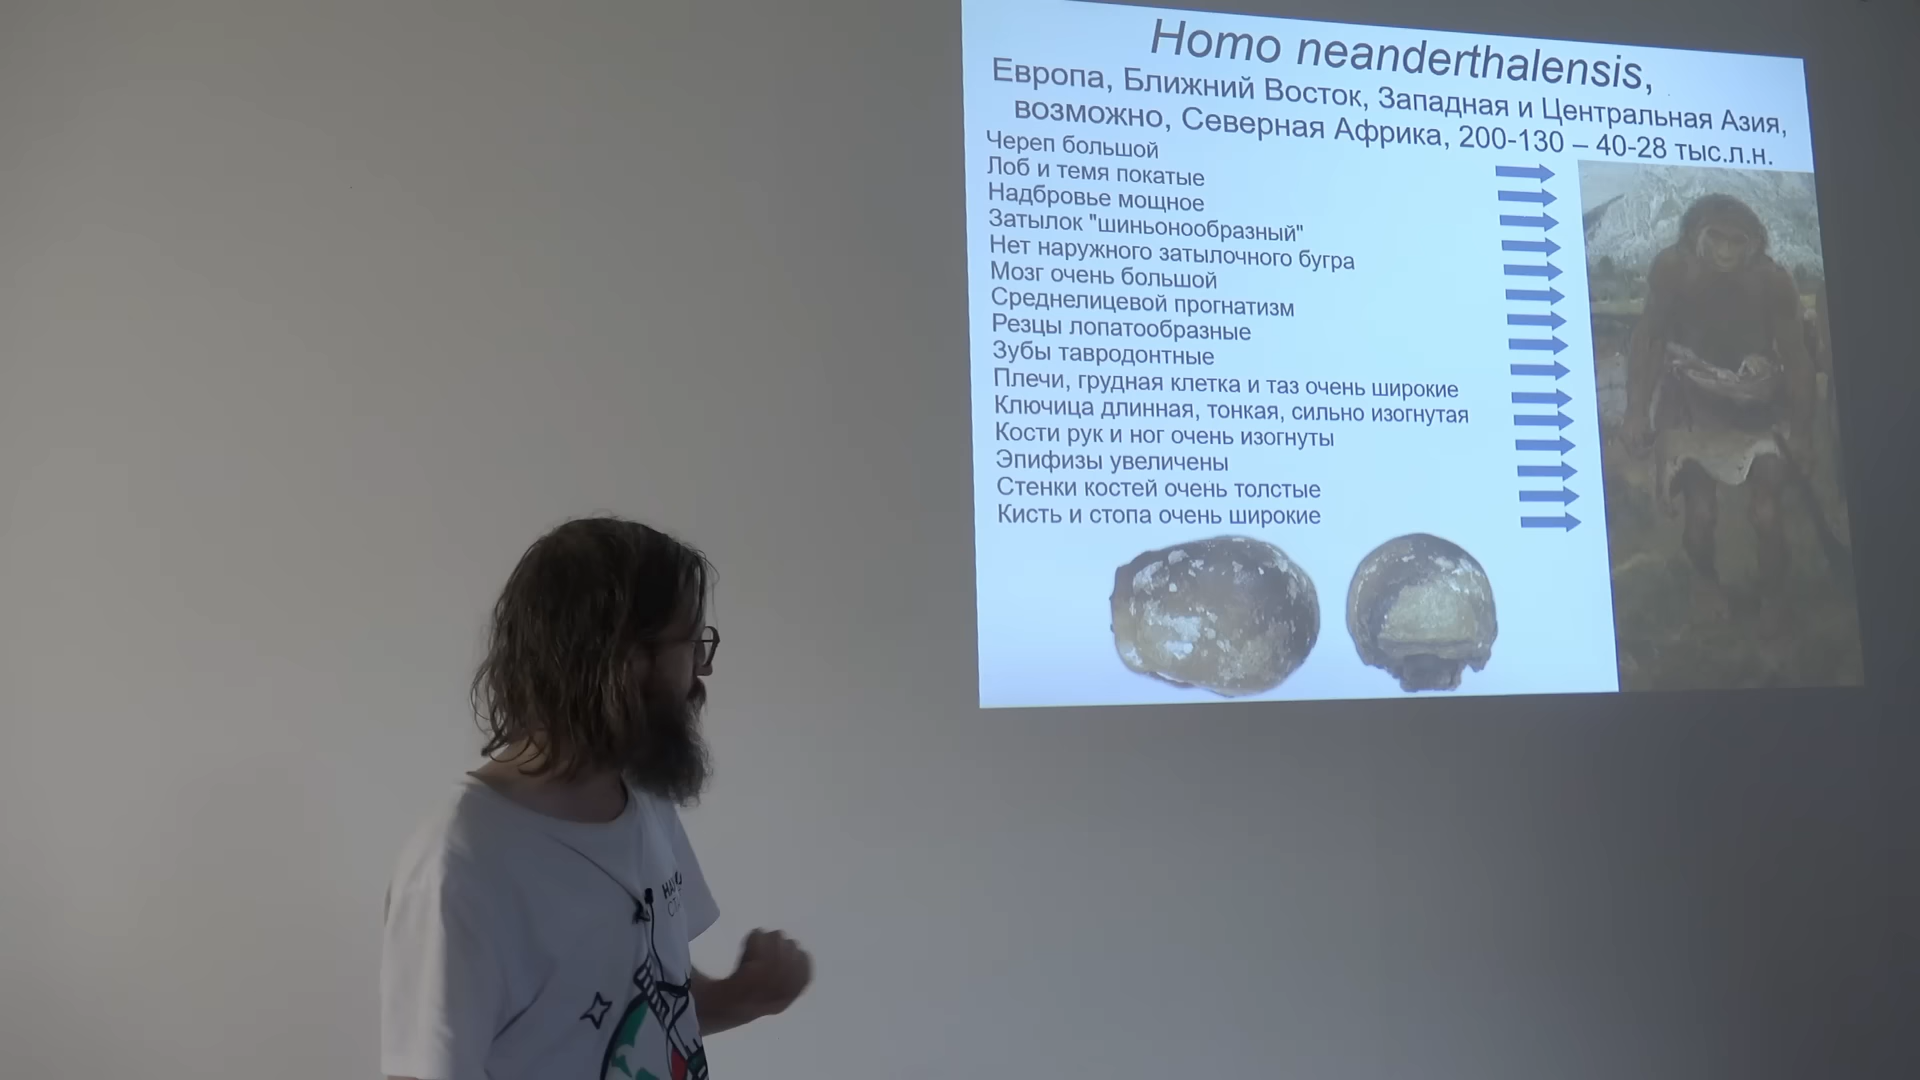 Homo neanderthalensis,
Европа, Ближний Восток, Западная и Центральная Азия,
возможно, Северная Африка, 200-130 – 40-28 тыс.л.н.
Череп большой
Лоб и темя покатые
Надбровье мощное
Затылок "шиньонообразный"
Нет наружного затылочного бугра
Мозг очень большой
Среднелицевой прогнатизм
Резцы лопатообразные
Зубы тавродонтные
Плечи, грудная клетка и таз очень широкие
Ключица длинная, тонкая, сильно изогнутая
Кости рук и ног очень изогнуты
Эпифизы увеличены
Стенки костей очень толстые
Кисть и стопа очень широкие